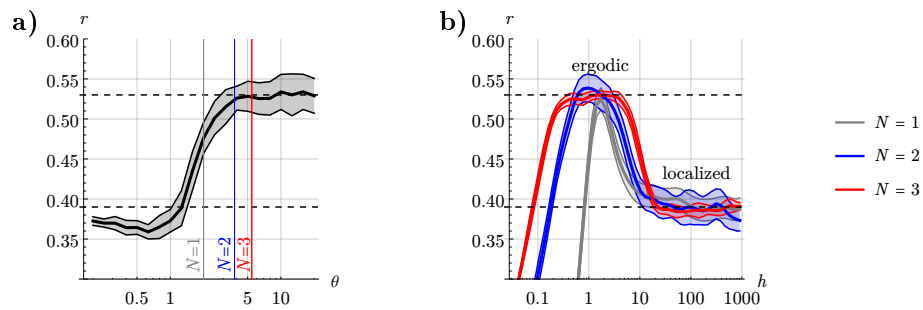 a)
r
0.60
0.55
0.50
0.45
0.40
0.35
N=1
N=2
N=3
0.5 1 5 10
θ
b)
r
0.60
0.55
0.50
0.45
0.40
0.35
ergodic
localized
0.1 1 10 100 1000
h
N = 1
N = 2
N = 3